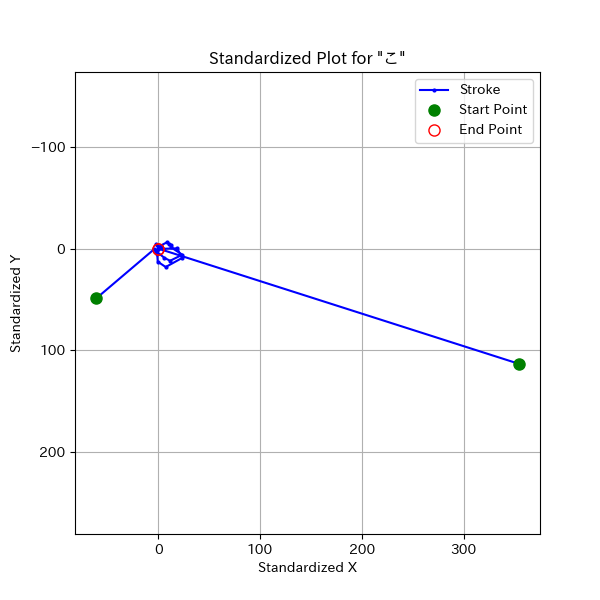 Standardized Plot for "こ"
Stroke
Start Point
End Point
−100
0
100
200
Standardized Y
0 100 200 300
Standardized X